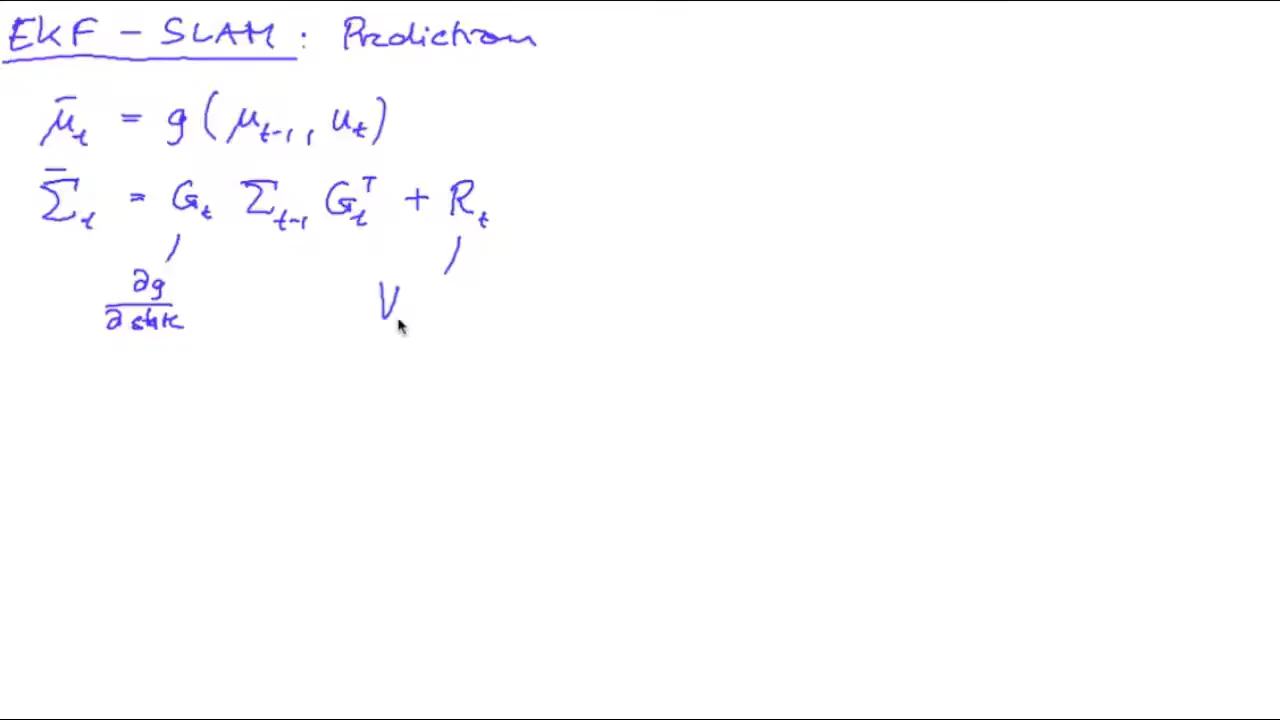 EKF - SLAM : Prediction
μ̄_t = g(μ_{t-1}, u_t)
Σ̄_t = G_t Σ_{t-1} G_t^T + R_t
∂g
∂ state
V